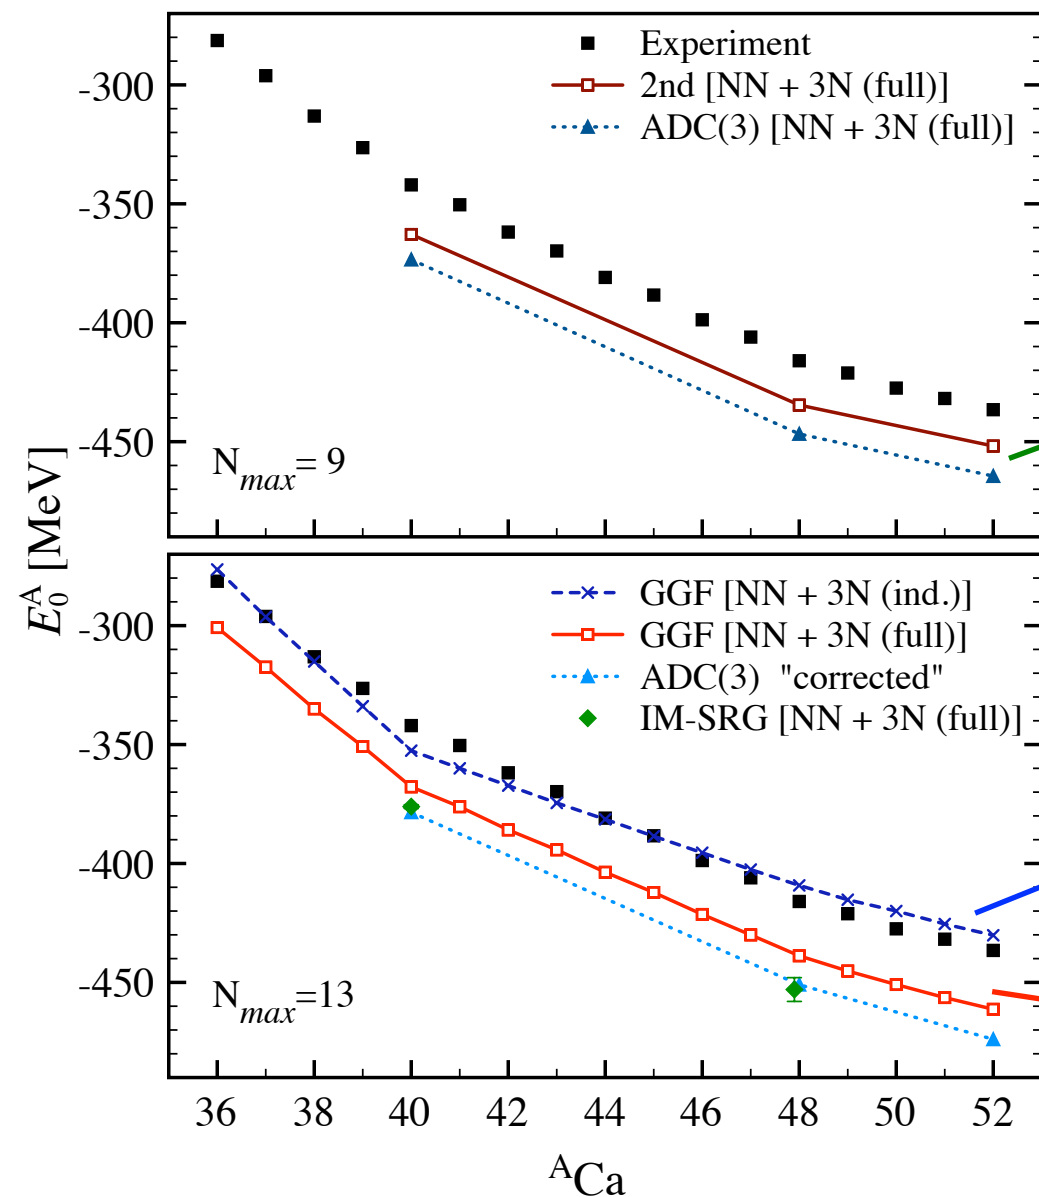 Experiment
2nd [NN + 3N (full)]
ADC(3) [NN + 3N (full)]
-300
-350
-400
-450
N_max= 9
E_0^A [MeV]
GGF [NN + 3N (ind.)]
GGF [NN + 3N (full)]
ADC(3) "corrected"
IM-SRG [NN + 3N (full)]
-300
-350
-400
-450
N_max=13
36 38 40 42 44 46 48 50 52
^ACa